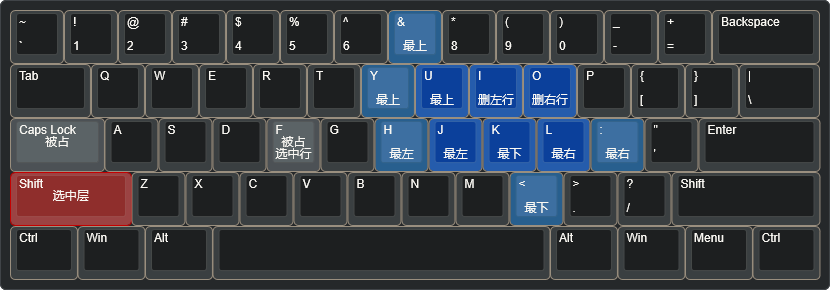 ~ ! @ # $ % ^ & * ( ) _ + Backspace
` 1 2 3 4 5 6 最上 8 9 0 - =
Tab Q W E R T Y U I O P { } |
最上 最上 删左行 删右行 [ ] \
Caps Lock A S D F G H J K L : " Enter
被占 被占 选中行 最左 最左 最下 最右 最右 '
Shift Z X C V B N M < > ? Shift
选中层 最下 . /
Ctrl Win Alt Alt Win Menu Ctrl